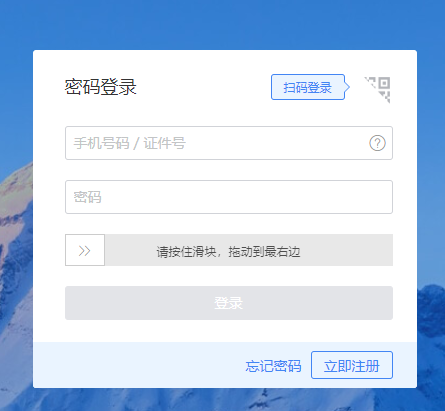 密码登录
扫码登录
手机号码 / 证件号
密码
请按住滑块，拖动到最右边
登录
忘记密码
立即注册